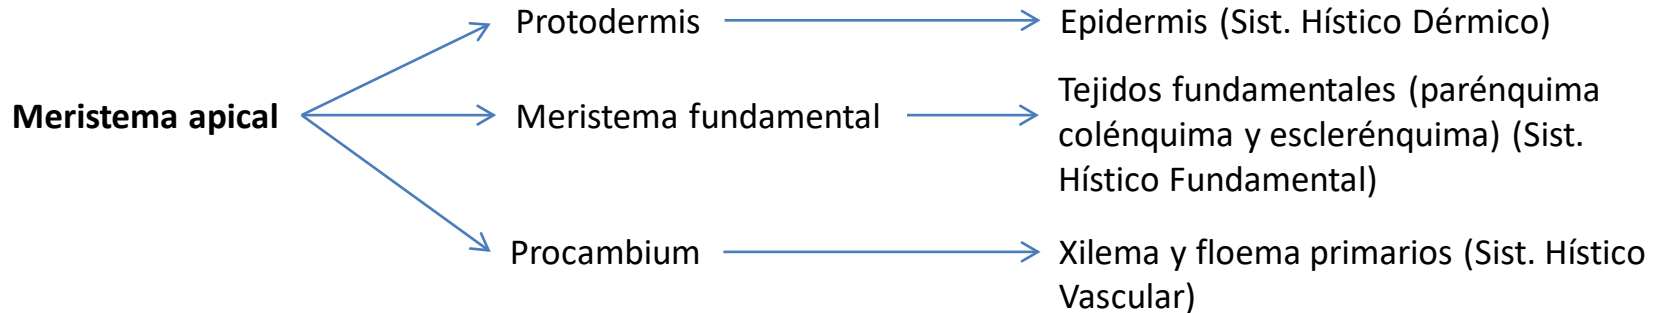 Protodermis
Epidermis (Sist. Hístico Dérmico)
Meristema apical
Meristema fundamental
Tejidos fundamentales (parénquima
colénquima y esclerénquima) (Sist.
Hístico Fundamental)
Procambium
Xilema y floema primarios (Sist. Hístico
Vascular)